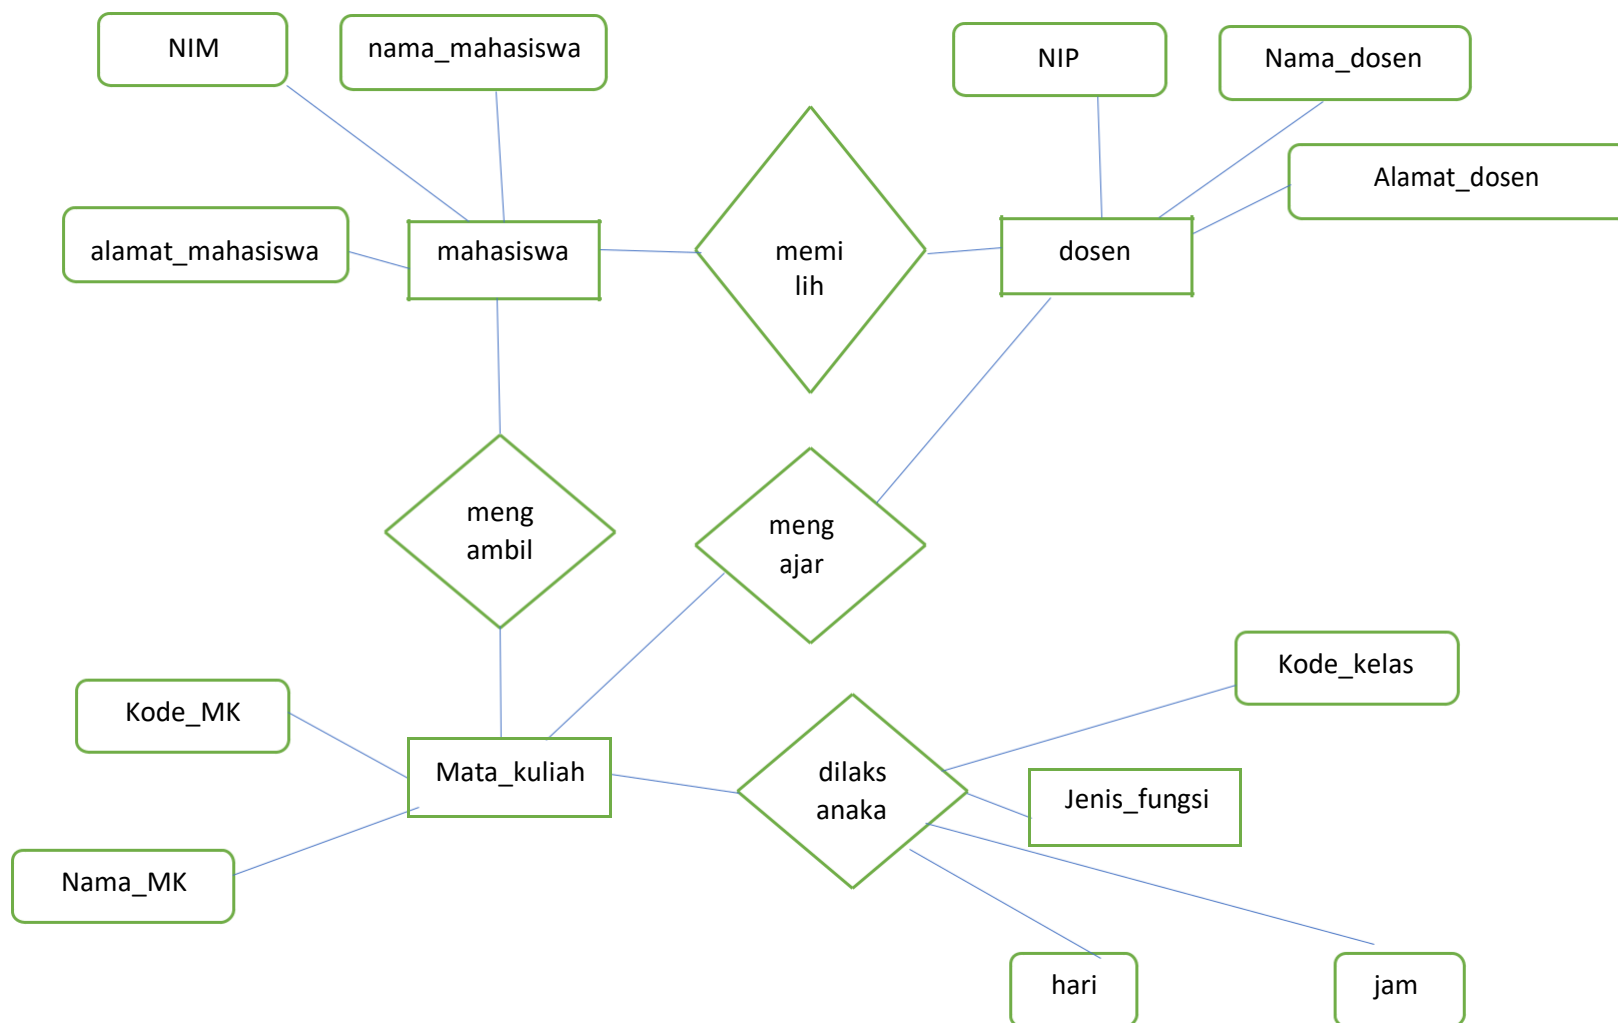 NIM
nama_mahasiswa
NIP
Nama_dosen
Alamat_dosen
alamat_mahasiswa
mahasiswa
memi
lih
dosen
meng
ambil
meng
ajar
Kode_kelas
Kode_MK
Mata_kuliah
dilaks
anaka
Jenis_fungsi
Nama_MK
hari
jam